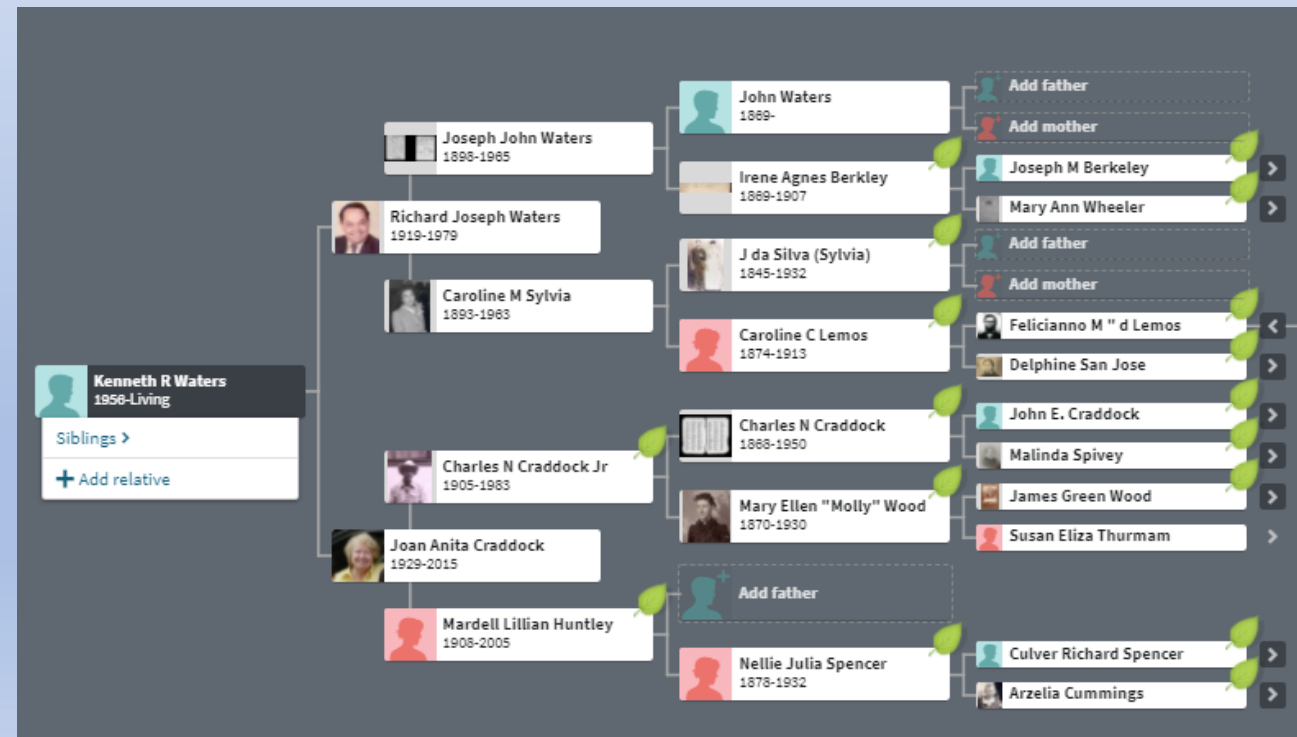 Kenneth R Waters
1956-Living
Siblings >
+ Add relative
Richard Joseph Waters
1919-1979
Joan Anita Craddock
1929-2015
Joseph John Waters
1898-1965
Caroline M Sylvia
1893-1963
Charles N Craddock Jr
1905-1983
Mardell Lillian Huntley
1908-2005
John Waters
1869-
Irene Agnes Berkley
1869-1907
J da Silva (Sylvia)
1845-1932
Caroline C Lemos
1874-1913
Charles N Craddock
1868-1950
Mary Ellen "Molly" Wood
1870-1930
Add father
Nellie Julia Spencer
1878-1932
Add father
Add mother
Joseph M Berkeley
Mary Ann Wheeler
Add father
Add mother
Felicianno M " d Lemos
Delphine San Jose
John E. Craddock
Malinda Spivey
James Green Wood
Susan Eliza Thurmam
Culver Richard Spencer
Arzelia Cummings